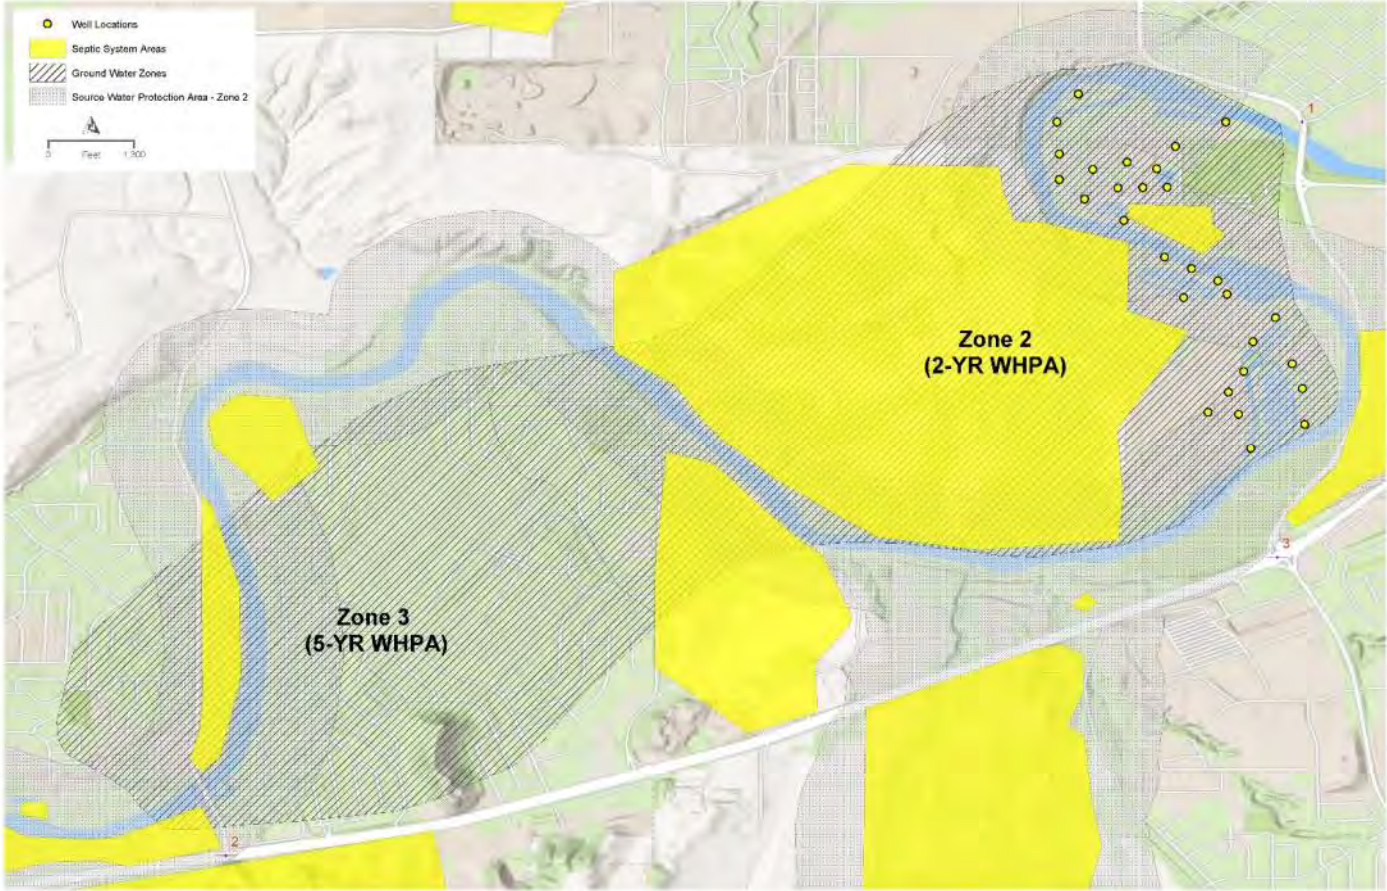 Well Locations
Septic System Areas
Ground Water Zones
Source Water Protection Area - Zone 2
0 Feet 1,300
1
Zone 2
(2-YR WHPA)
3
Zone 3
(5-YR WHPA)
2